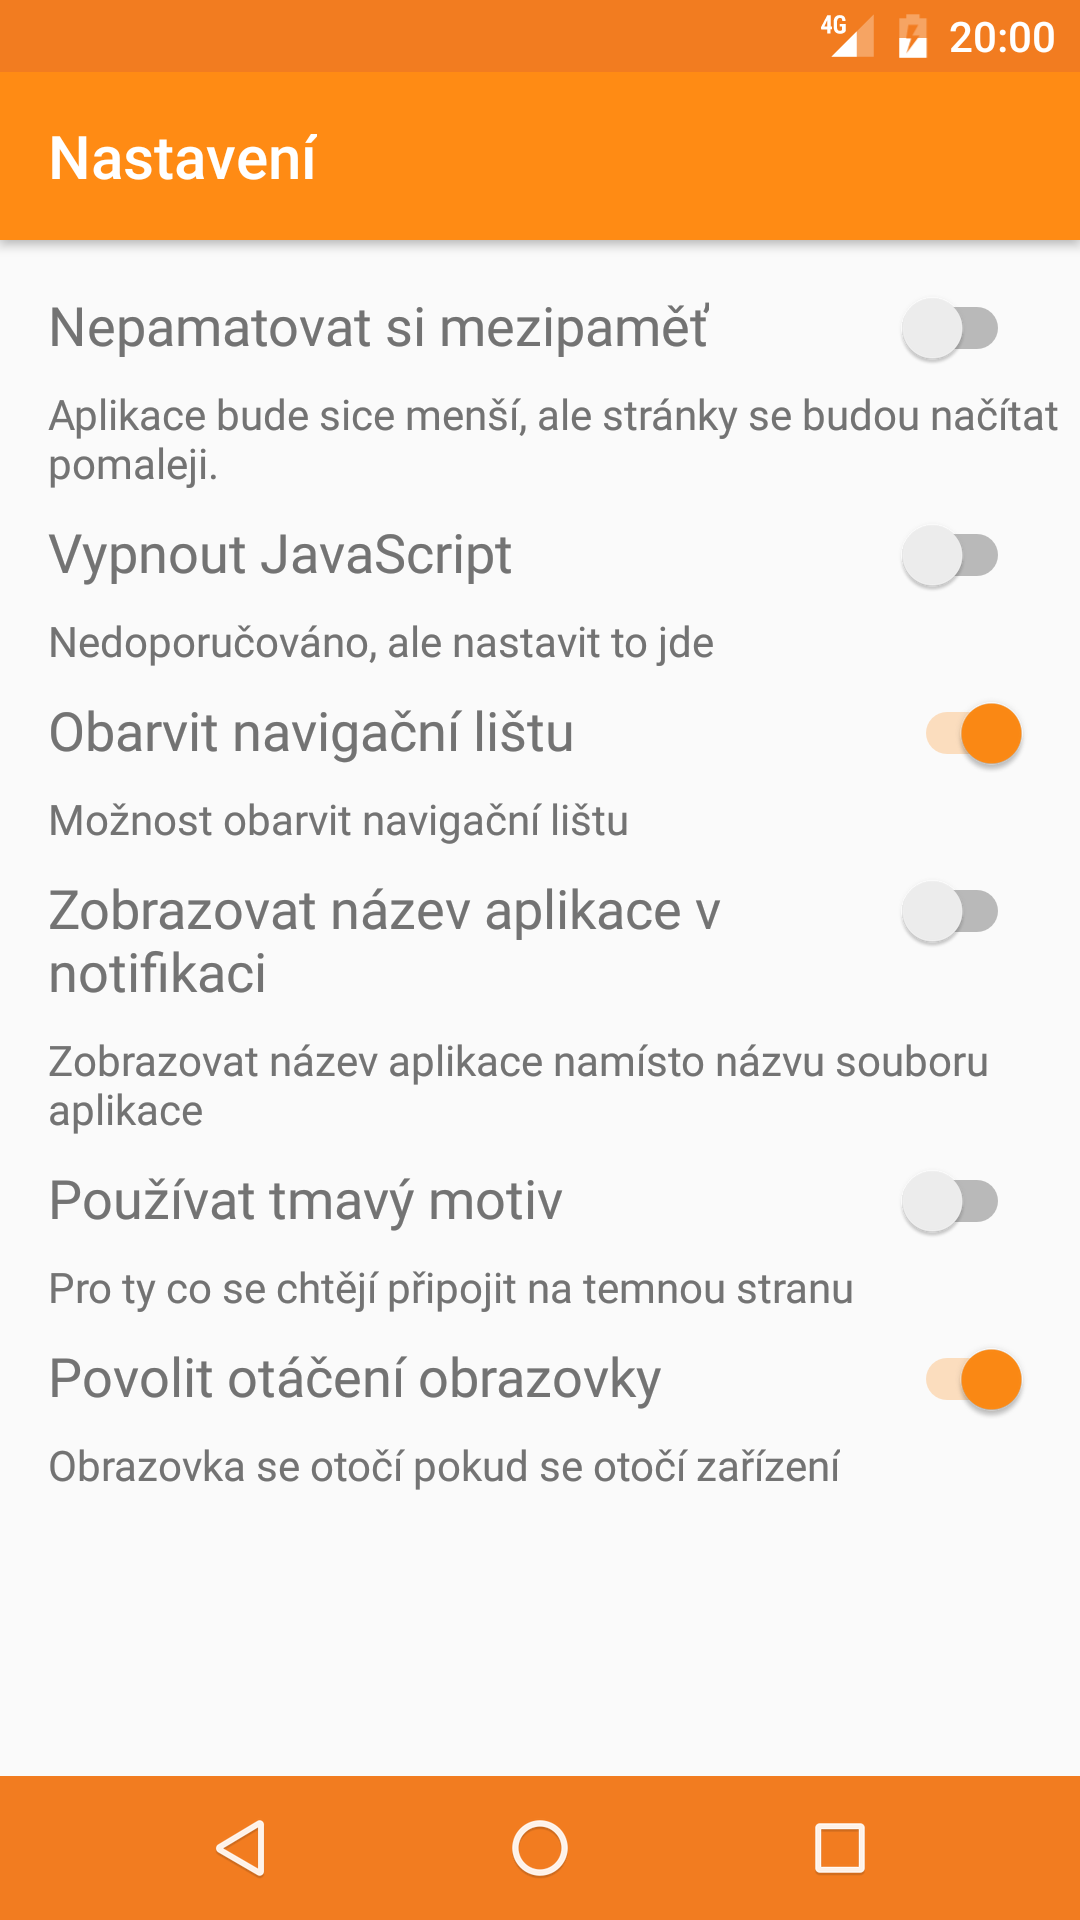 4G 20:00
Nastavení
Nepamatovat si mezipaměť
Aplikace bude sice menší, ale stránky se budou načítat
pomaleji.
Vypnout JavaScript
Nedoporučováno, ale nastavit to jde
Obarvit navigační lištu
Možnost obarvit navigační lištu
Zobrazovat název aplikace v
notifikaci
Zobrazovat název aplikace namísto názvu souboru
aplikace
Používat tmavý motiv
Pro ty co se chtějí připojit na temnou stranu
Povolit otáčení obrazovky
Obrazovka se otočí pokud se otočí zařízení